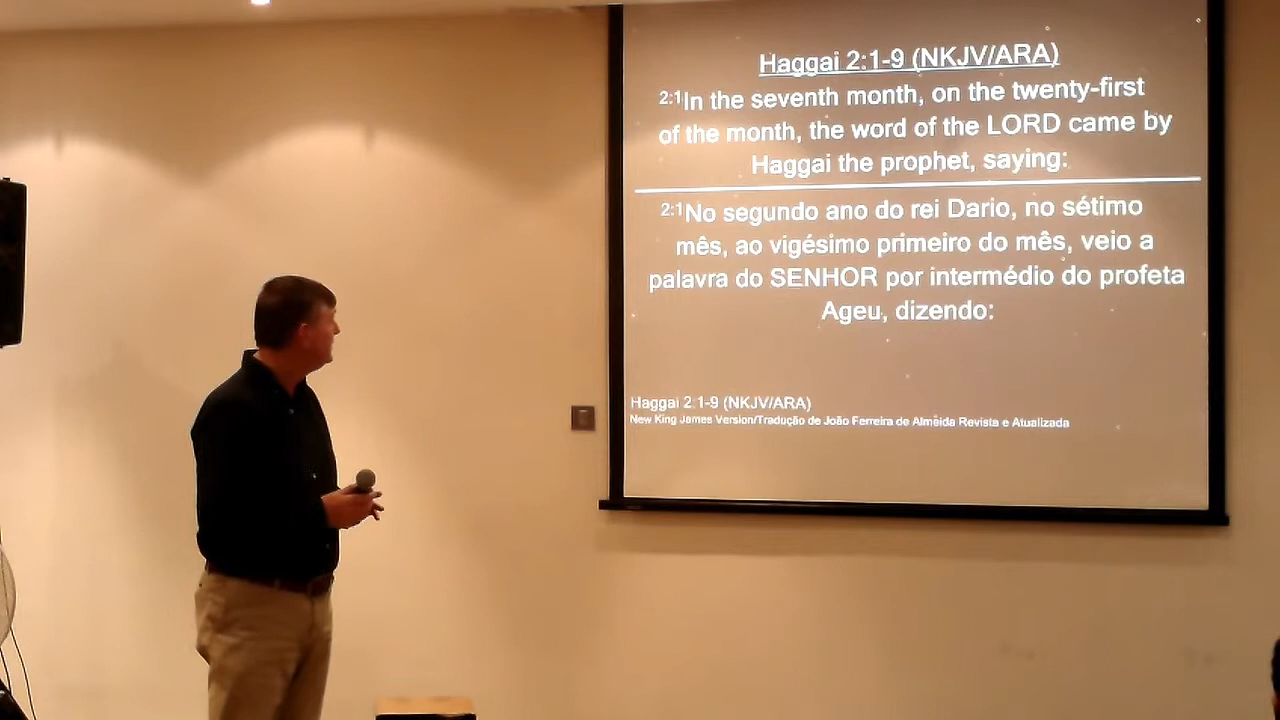 Haggai 2:1-9 (NKJV/ARA)
2:1In the seventh month, on the twenty-first
of the month, the word of the LORD came by
Haggai the prophet, saying:
2:1No segundo ano do rei Dario, no sétimo
mês, ao vigésimo primeiro do mês, veio a
palavra do SENHOR por intermédio do profeta
Ageu, dizendo:
Haggai 2:1-9 (NKJV/ARA)
New King James Version/Tradução de João Ferreira de Almeida Revista e Atualizada